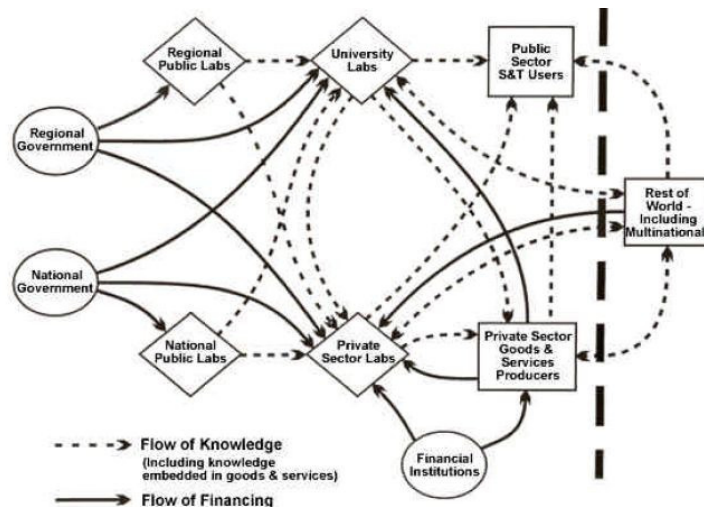 Regional
Public Labs
University
Labs
Public
Sector
S&T Users
Regional
Government
Rest of
World -
Including
Multinational
National
Government
National
Public Labs
Private
Sector Labs
Private Sector
Goods &
Services
Producers
Financial
Institutions
Flow of Knowledge
(Including knowledge
embedded in goods & services)
Flow of Financing